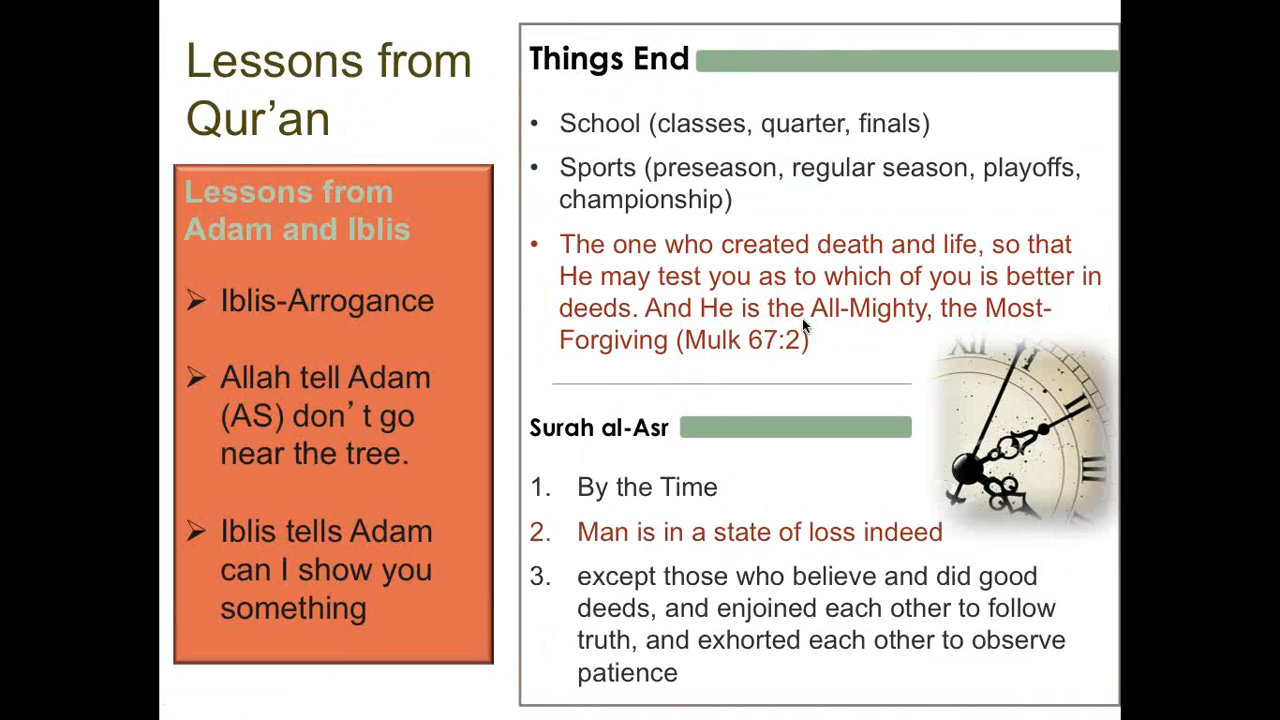 Lessons from
Qur’an
Lessons from
Adam and Iblis
➢ Iblis-Arrogance
➢ Allah tell Adam
(AS) don’ t go
near the tree.
➢ Iblis tells Adam
can I show you
something
Things End
• School (classes, quarter, finals)
• Sports (preseason, regular season, playoffs,
championship)
• The one who created death and life, so that
He may test you as to which of you is better in
deeds. And He is the All-Mighty, the Most-
Forgiving (Mulk 67:2)
Surah al-Asr
1. By the Time
2. Man is in a state of loss indeed
3. except those who believe and did good
deeds, and enjoined each other to follow
truth, and exhorted each other to observe
patience
XII
II
III